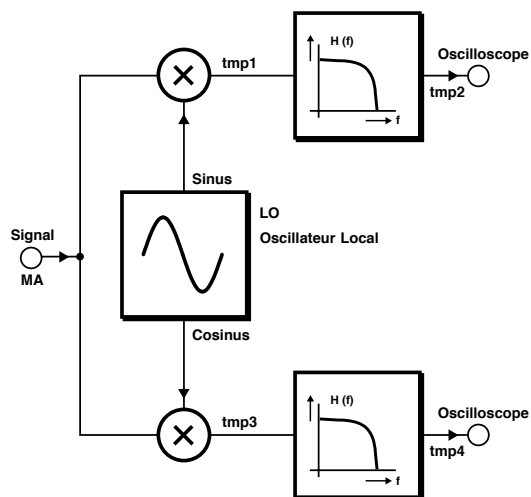 H (f)
tmp1
Oscilloscope
tmp2
f
Sinus
LO
Oscillateur Local
Signal
MA
Cosinus
H (f)
tmp3
Oscilloscope
tmp4
f